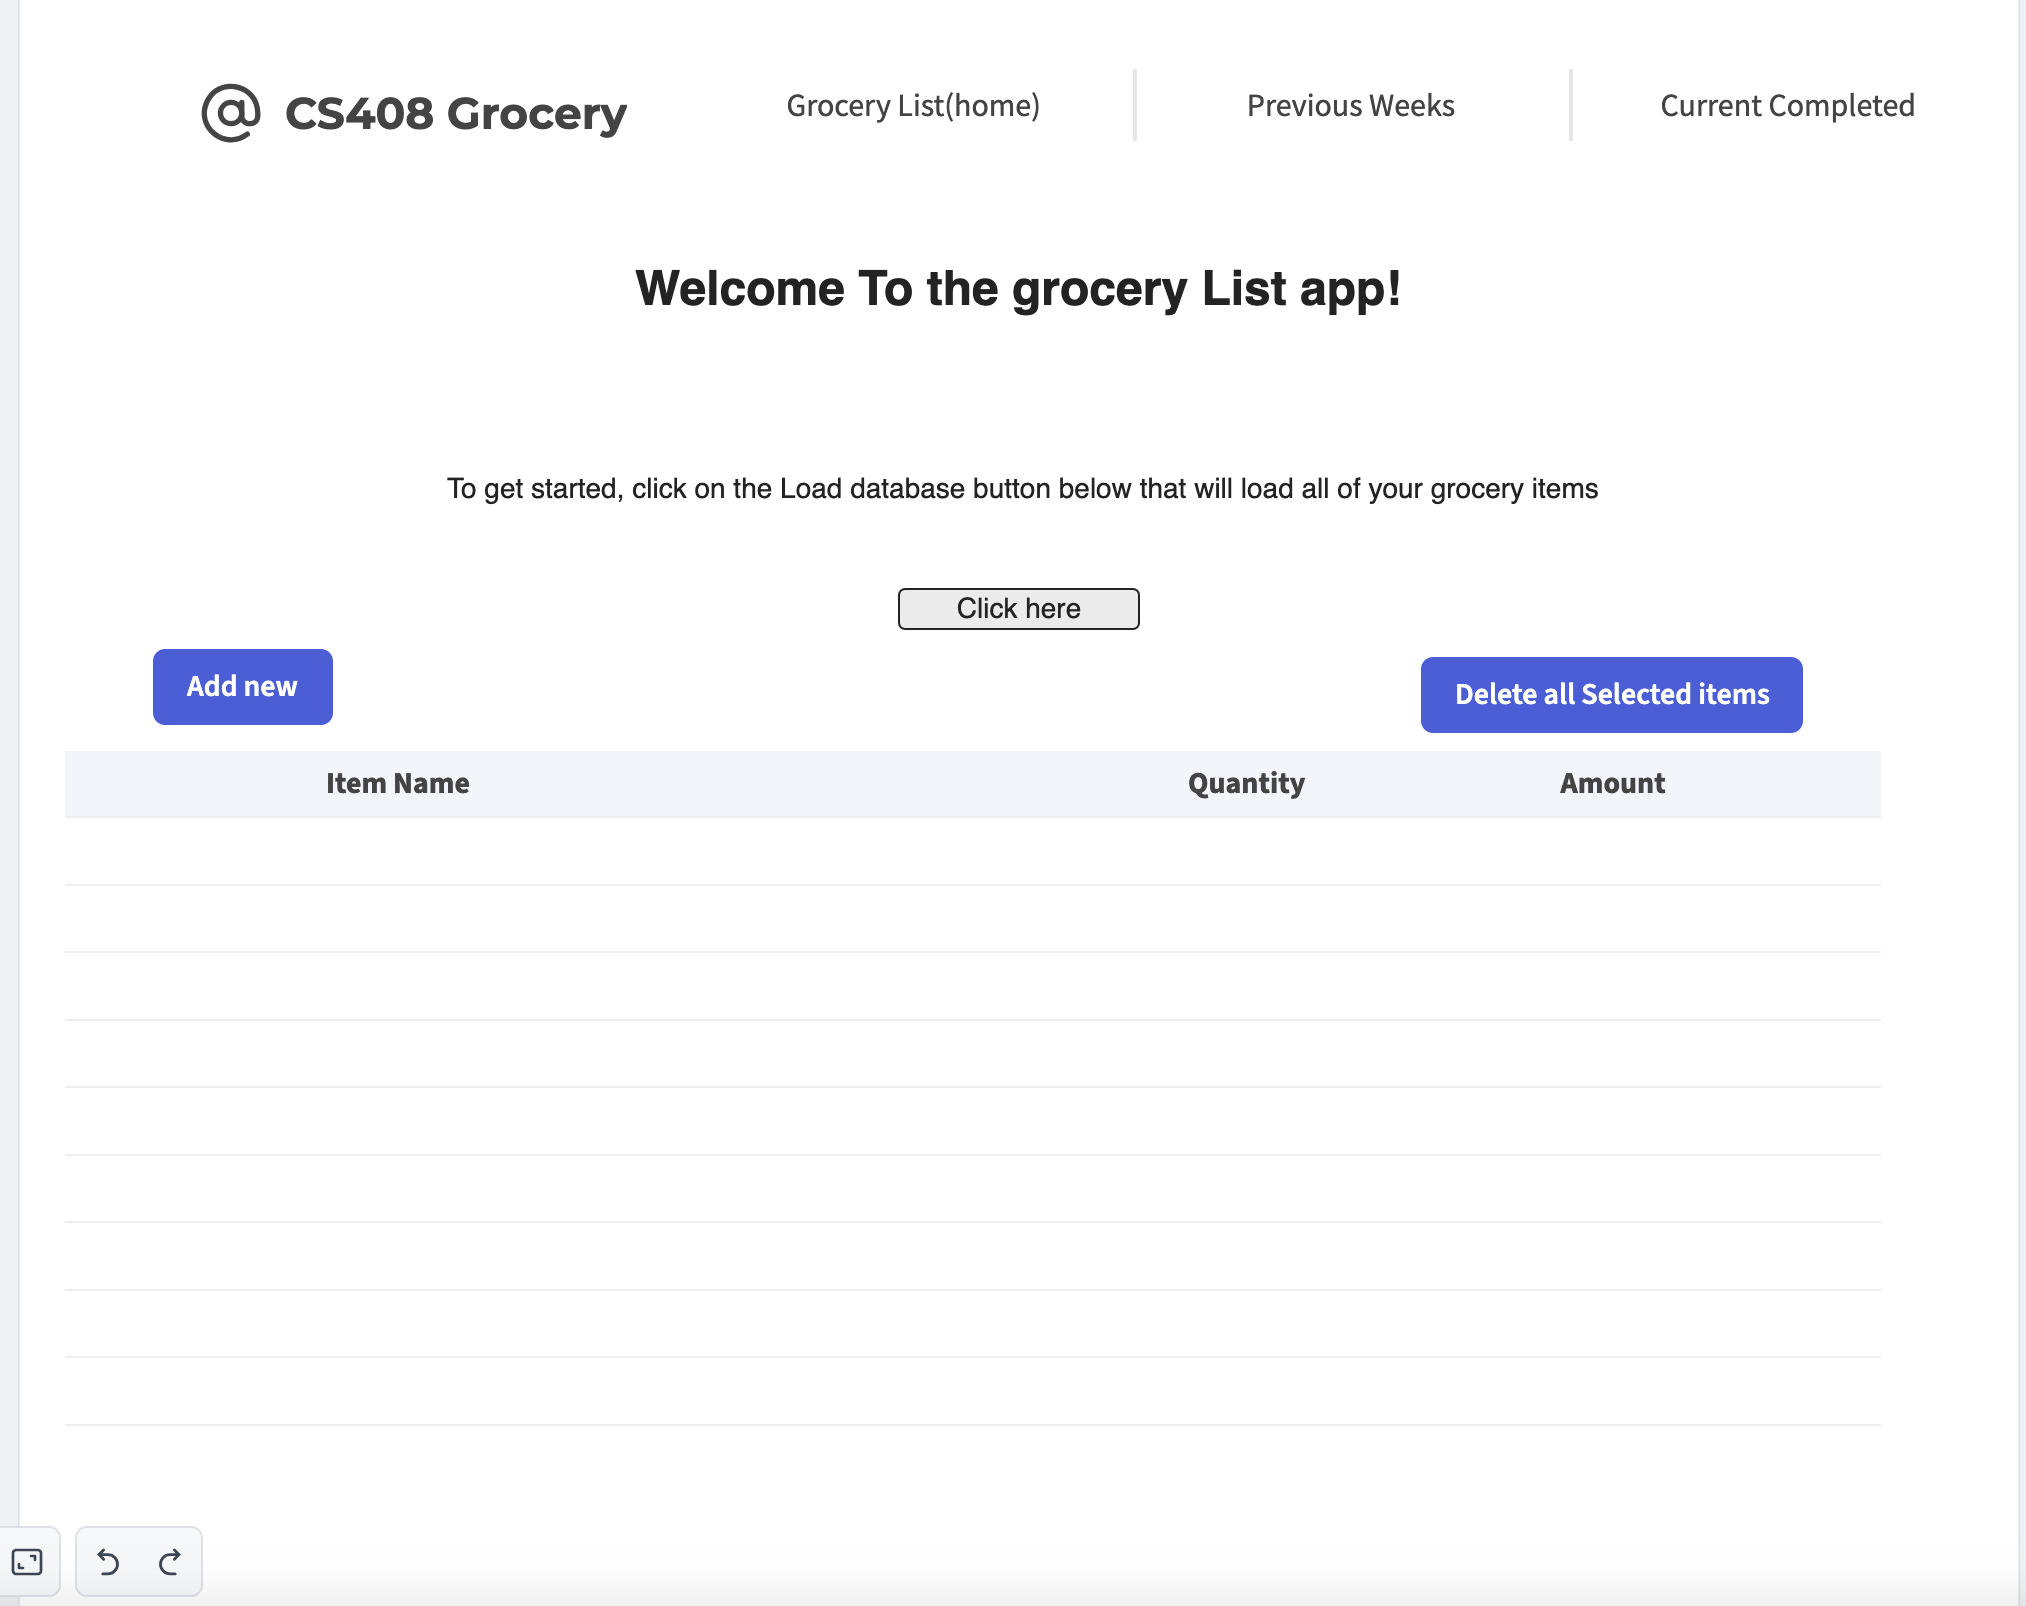 @ CS408 Grocery
Grocery List(home)
Previous Weeks
Current Completed
Welcome To the grocery List app!
To get started, click on the Load database button below that will load all of your grocery items
Click here
Add new
Delete all Selected items
Item Name
Quantity
Amount